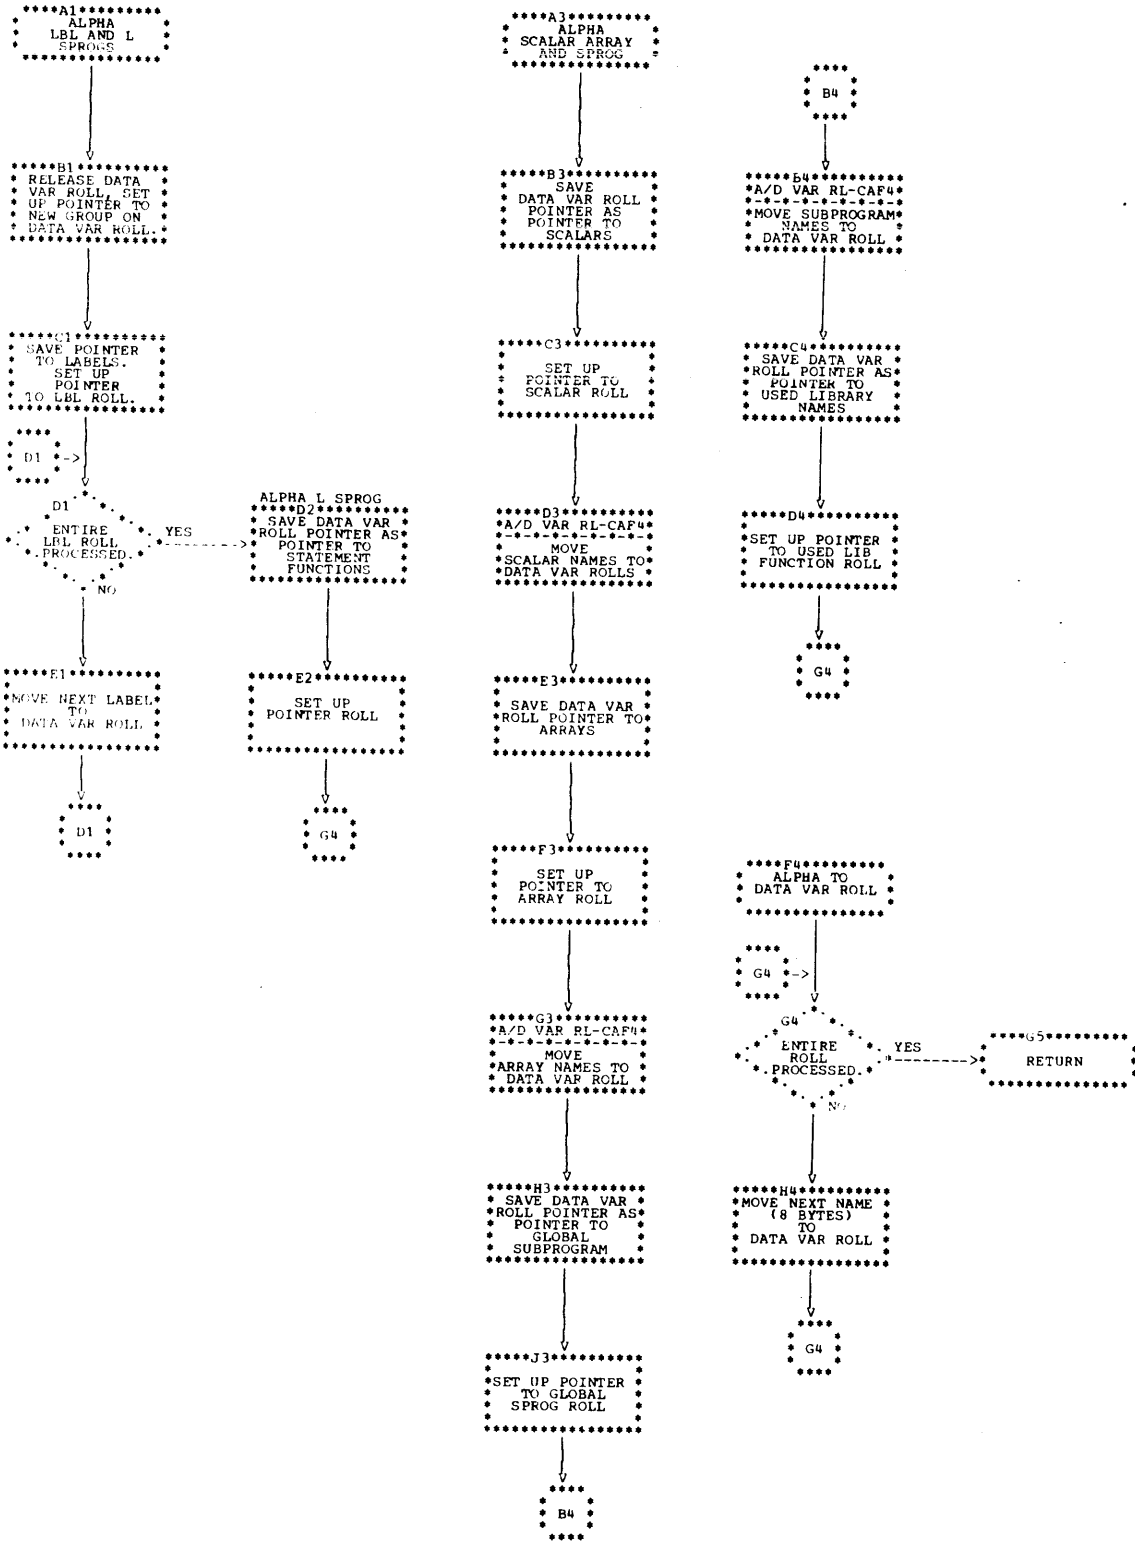 A1
ALPHA
LBL AND L
SPROGS
B1
RELEASE DATA
VAR ROLL, SET
UP POINTER TO
NEW GROUP ON
DATA VAR ROLL.
C1
SAVE POINTER
TO LABELS.
SET UP
POINTER
TO LBL ROLL.
D1
D1
ENTIRE
LBL ROLL
PROCESSED.
YES
NO
E1
MOVE NEXT LABEL
TO
DATA VAR ROLL
D1
ALPHA L SPROG
D2
SAVE DATA VAR
ROLL POINTER AS
POINTER TO
STATEMENT
FUNCTIONS
E2
SET UP
POINTER ROLL
G4
A3
ALPHA
SCALAR ARRAY
AND SPROG
B3
SAVE
DATA VAR ROLL
POINTER AS
POINTER TO
SCALARS
C3
SET UP
POINTER TO
SCALAR ROLL
D3
A/D VAR RL-CAF4
MOVE
SCALAR NAMES TO
DATA VAR ROLLS
E3
SAVE DATA VAR
ROLL POINTER TO
ARRAYS
F3
SET UP
POINTER TO
ARRAY ROLL
G3
A/D VAR RL-CAF4
MOVE
ARRAY NAMES TO
DATA VAR ROLL
H3
SAVE DATA VAR
ROLL POINTER AS
POINTER TO
GLOBAL
SUBPROGRAM
J3
SET UP POINTER
TO GLOBAL
SPROG ROLL
B4
B4
B4
A/D VAR RL-CAF4
MOVE SUBPROGRAM
NAMES TO
DATA VAR ROLL
C4
SAVE DATA VAR
ROLL POINTER AS
POINTER TO
USED LIBRARY
NAMES
D4
SET UP POINTER
TO USED LIB
FUNCTION ROLL
G4
F4
ALPHA TO
DATA VAR ROLL
G4
G4
ENTIRE
ROLL
PROCESSED.
YES
NO
G5
RETURN
H4
MOVE NEXT NAME
(8 BYTES)
TO
DATA VAR ROLL
G4